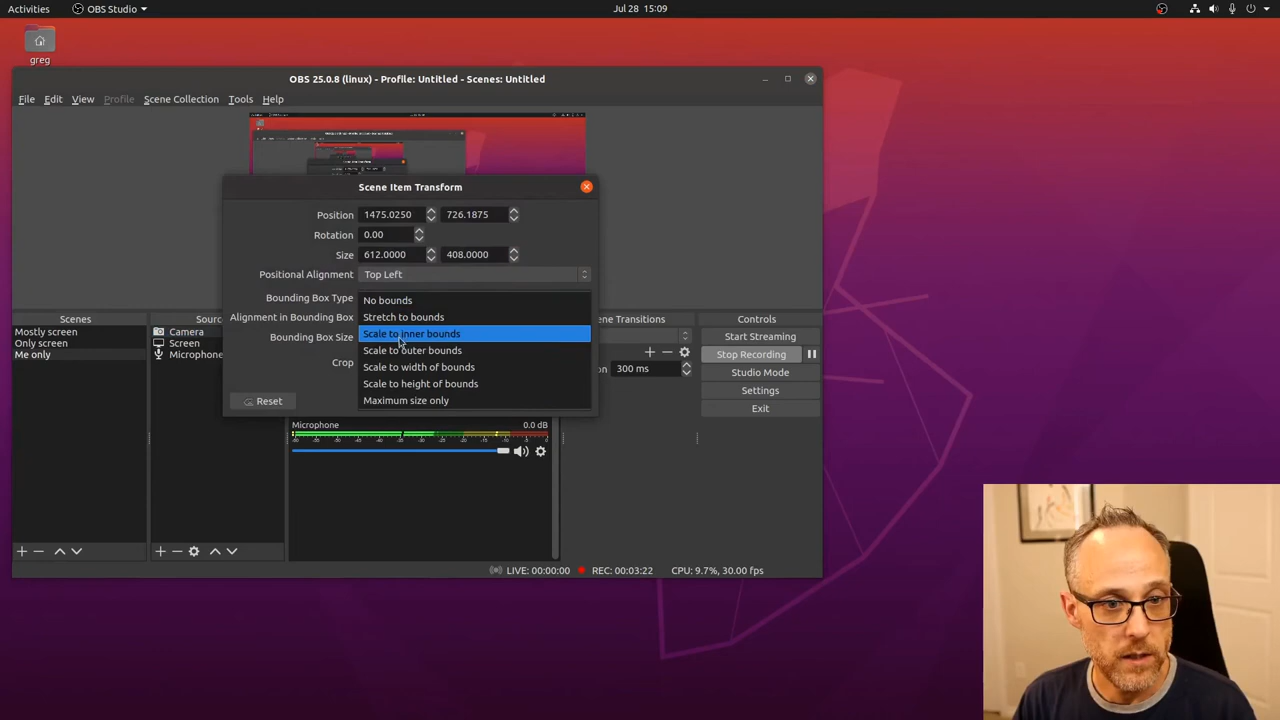 Activities OBS Studio Jul 28 15:09
greg
OBS 25.0.8 (linux) - Profile: Untitled - Scenes: Untitled
File Edit View Profile Scene Collection Tools Help
Scene Item Transform
Position 1475.0250 726.1875
Rotation 0.00
Size 612.0000 408.0000
Positional Alignment Top Left
Bounding Box Type
No bounds
Alignment in Bounding Box Stretch to bounds
Bounding Box Size Scale to inner bounds
Scale to outer bounds
Crop Scale to width of bounds
Scale to height of bounds
Reset Maximum size only
Scenes
Mostly screen
Only screen
Me only
Camera
Screen
Microphone
Microphone 0.0 dB
300 ms
Controls
Start Streaming
Stop Recording
Studio Mode
Settings
Exit
LIVE: 00:00:00 REC: 00:03:22 CPU: 9.7%, 30.00 fps